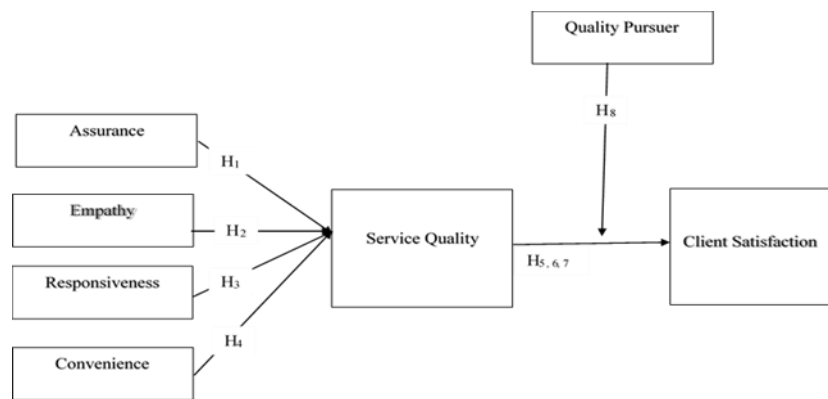 Quality Pursuer
H8
Assurance
H1
Empathy
H2
Service Quality
Client Satisfaction
H5, 6, 7
Responsiveness
H3
H4
Convenience